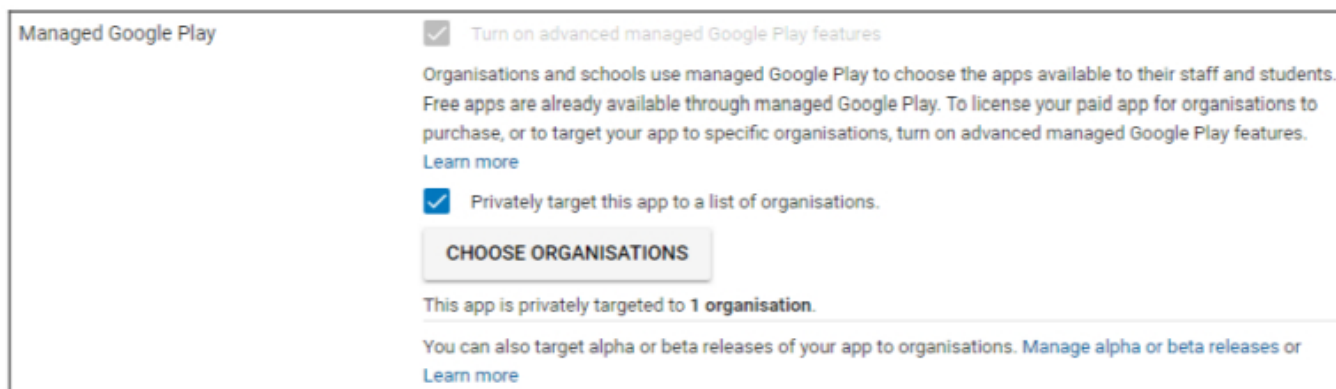 Managed Google Play
Turn on advanced managed Google Play features
Organisations and schools use managed Google Play to choose the apps available to their staff and students.
Free apps are already available through managed Google Play. To license your paid app for organisations to
purchase, or to target your app to specific organisations, turn on advanced managed Google Play features.
Learn more
Privately target this app to a list of organisations.
CHOOSE ORGANISATIONS
This app is privately targeted to 1 organisation.
You can also target alpha or beta releases of your app to organisations. Manage alpha or beta releases or
Learn more